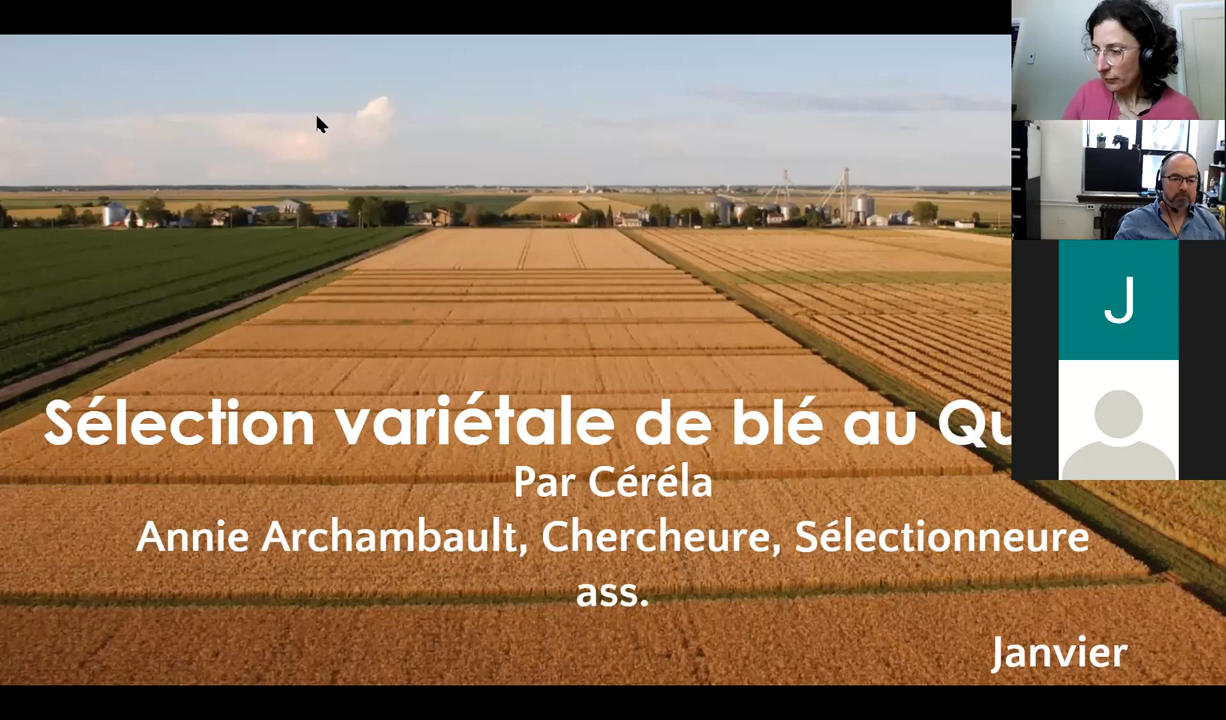 Sélection variétale de blé au Qu
Par Céréla
Annie Archambault, Chercheure, Sélectionneure
ass.
Janvier
J